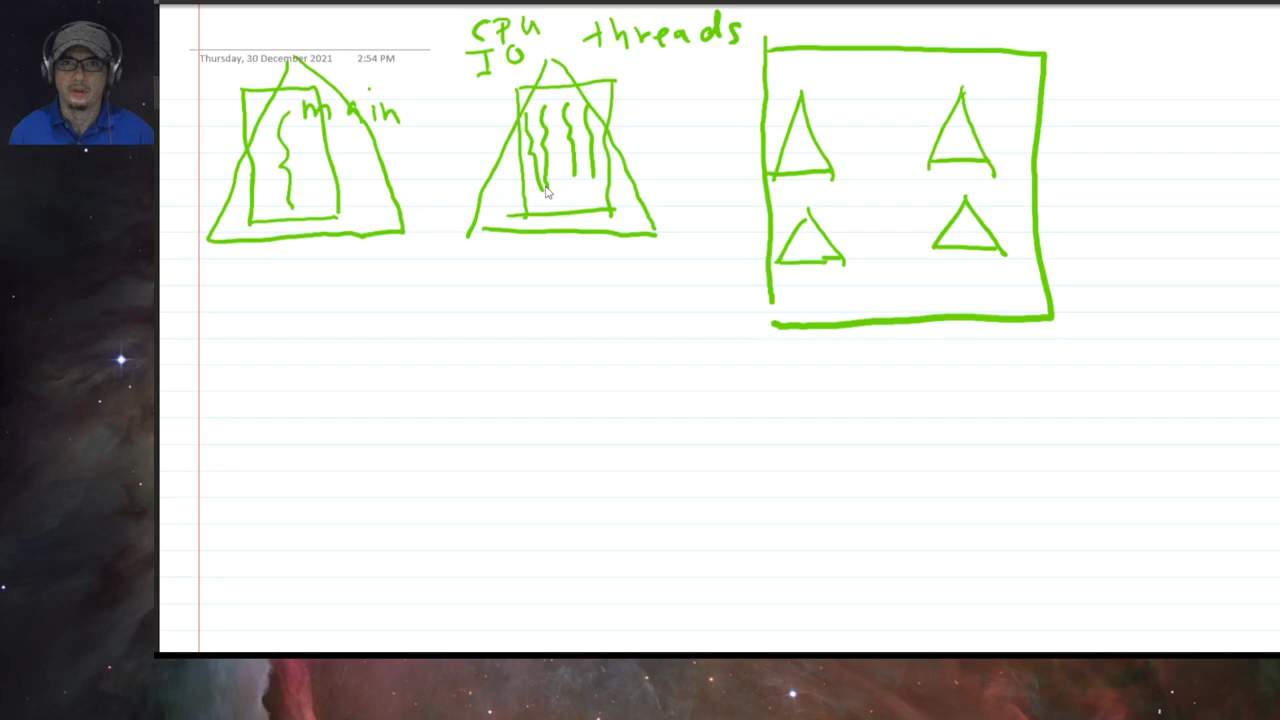 CPU
IO
threads
Thursday, 30 December 2021 2:54 PM
main